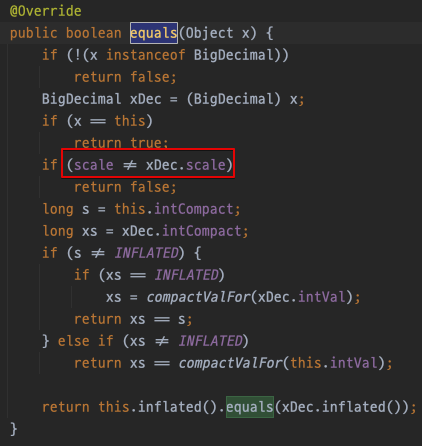 @Override
public boolean equals(Object x) {
    if (!(x instanceof BigDecimal))
        return false;
    BigDecimal xDec = (BigDecimal) x;
    if (x == this)
        return true;
    if (scale ≠ xDec.scale)
        return false;
    long s = this.intCompact;
    long xs = xDec.intCompact;
    if (s ≠ INFLATED) {
        if (xs == INFLATED)
            xs = compactValFor(xDec.intVal);
        return xs == s;
    } else if (xs ≠ INFLATED)
        return xs == compactValFor(this.intVal);

    return this.inflated().equals(xDec.inflated());
}